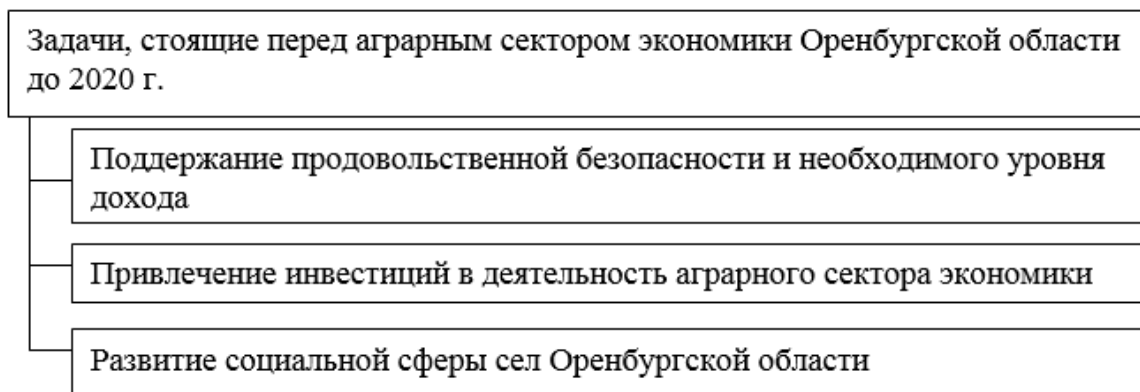 Задачи, стоящие перед аграрным сектором экономики Оренбургской области
до 2020 г.
Поддержание продовольственной безопасности и необходимого уровня
дохода
Привлечение инвестиций в деятельность аграрного сектора экономики
Развитие социальной сферы сел Оренбургской области